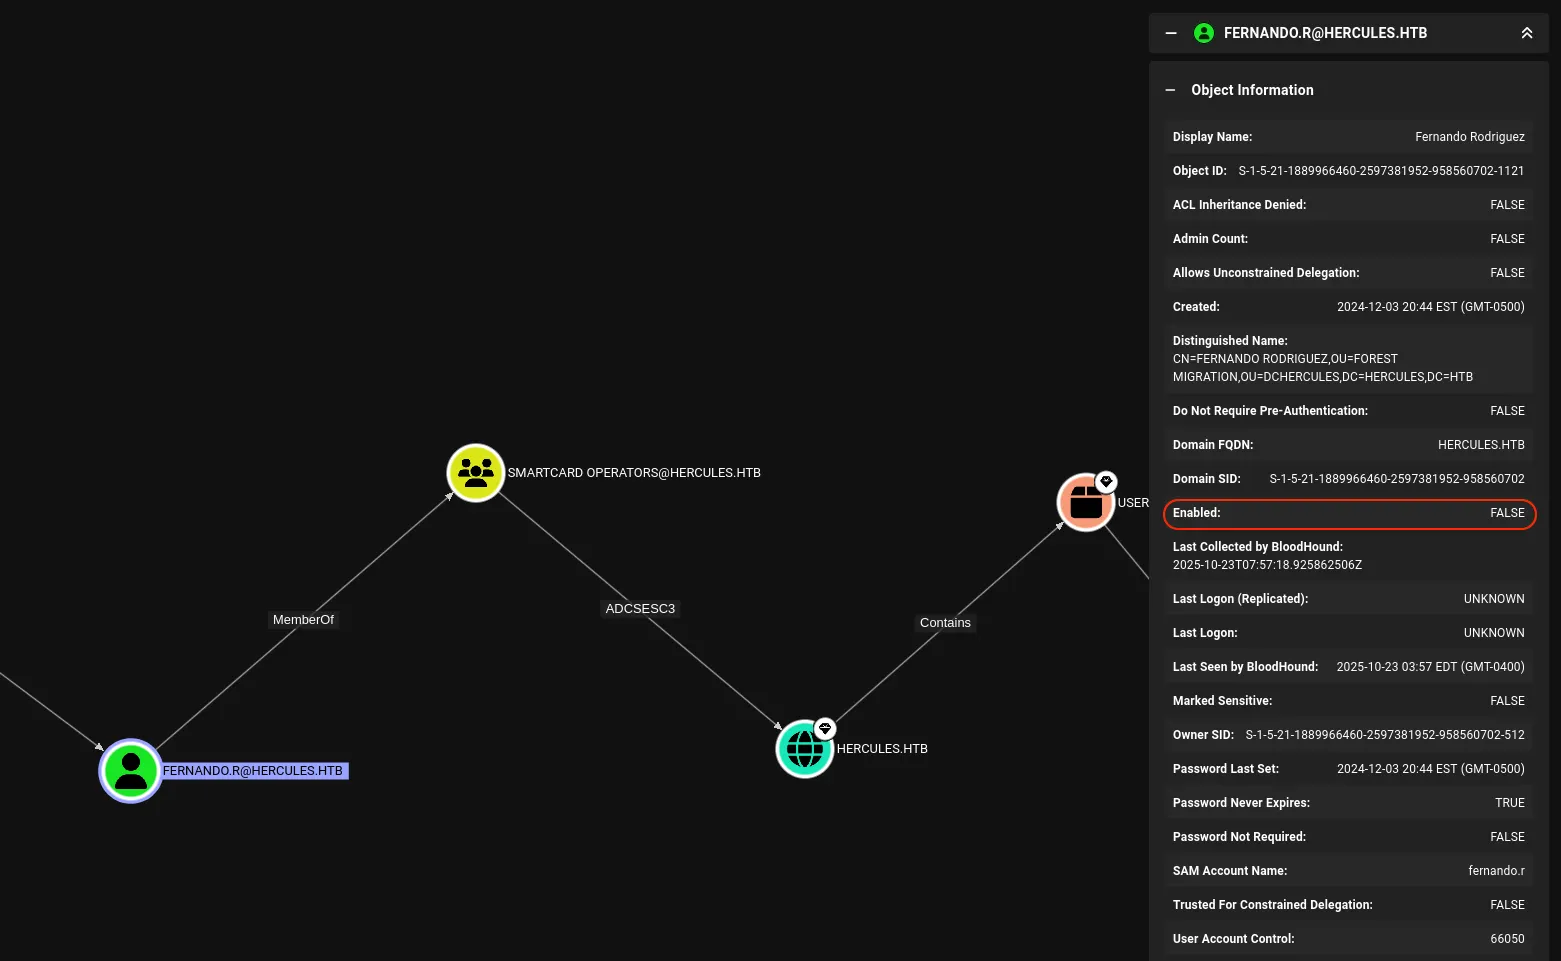 FERNANDO.R@HERCULES.HTB
Object Information
Display Name: Fernando Rodriguez
Object ID: S-1-5-21-1889966460-2597381952-958560702-1121
ACL Inheritance Denied: FALSE
Admin Count: FALSE
Allows Unconstrained Delegation: FALSE
Created: 2024-12-03 20:44 EST (GMT-0500)
Distinguished Name:
CN=FERNANDO RODRIGUEZ,OU=FOREST
MIGRATION,OU=DCHERCULES,DC=HERCULES,DC=HTB
Do Not Require Pre-Authentication: FALSE
Domain FQDN: HERCULES.HTB
Domain SID: S-1-5-21-1889966460-2597381952-958560702
Enabled: FALSE
Last Collected by BloodHound:
2025-10-23T07:57:18.925862506Z
Last Logon (Replicated): UNKNOWN
Last Logon: UNKNOWN
Last Seen by BloodHound: 2025-10-23 03:57 EDT (GMT-0400)
Marked Sensitive: FALSE
Owner SID: S-1-5-21-1889966460-2597381952-958560702-512
Password Last Set: 2024-12-03 20:44 EST (GMT-0500)
Password Never Expires: TRUE
Password Not Required: FALSE
SAM Account Name: fernando.r
Trusted For Constrained Delegation: FALSE
User Account Control: 66050
SMARTCARD OPERATORS@HERCULES.HTB
USER
ADCSESC3
MemberOf
Contains
HERCULES.HTB
FERNANDO.R@HERCULES.HTB